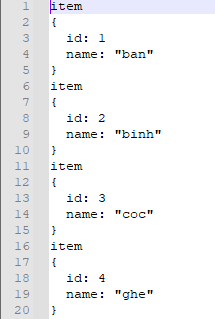 1 item
2 {
3   id: 1
4   name: "ban"
5 }
6 item
7 {
8   id: 2
9   name: "binh"
10 }
11 item
12 {
13   id: 3
14   name: "coc"
15 }
16 item
17 {
18   id: 4
19   name: "ghe"
20 }